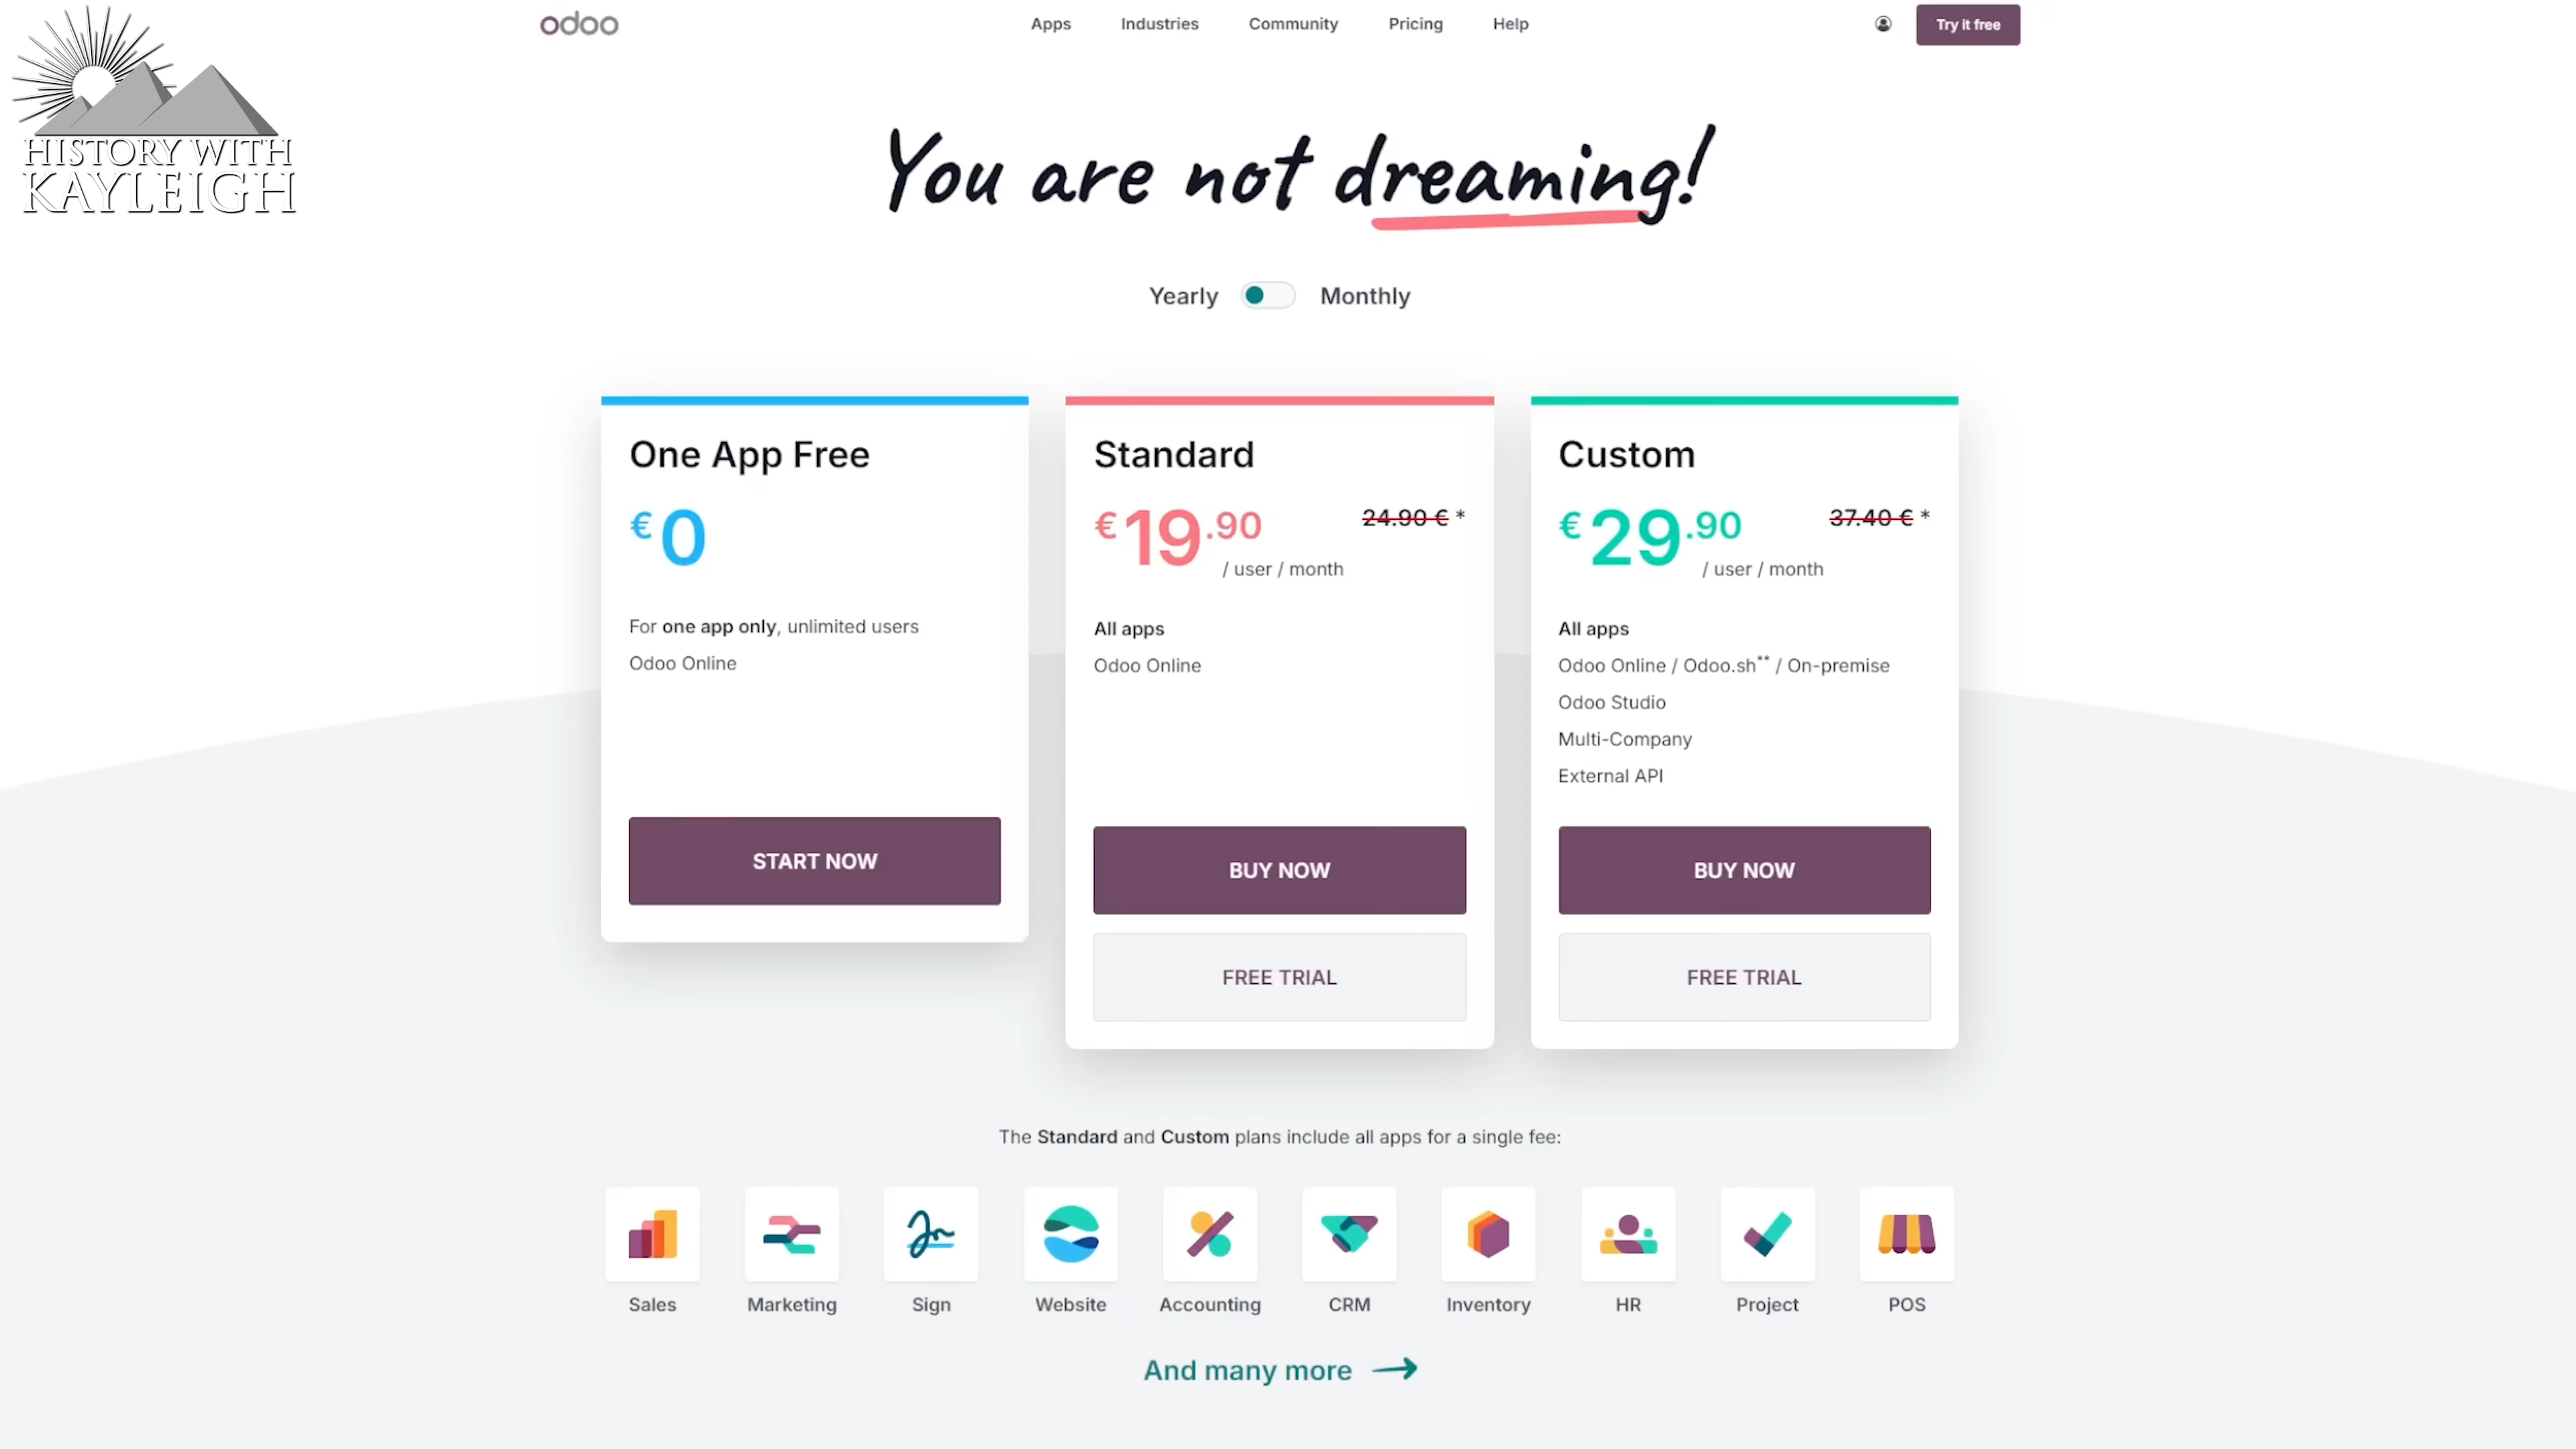 HISTORY WITH
KAYLEIGH
odoo
Apps Industries Community Pricing Help
Try it free
You are not dreaming!
Yearly Monthly
One App Free
€ 0
For one app only, unlimited users
Odoo Online
START NOW
Standard
€ 19.90 24.90 € *
/ user / month
All apps
Odoo Online
BUY NOW
FREE TRIAL
Custom
€ 29.90 37.40 € *
/ user / month
All apps
Odoo Online / Odoo.sh** / On-premise
Odoo Studio
Multi-Company
External API
BUY NOW
FREE TRIAL
The Standard and Custom plans include all apps for a single fee:
Sales Marketing Sign Website Accounting CRM Inventory HR Project POS
And many more